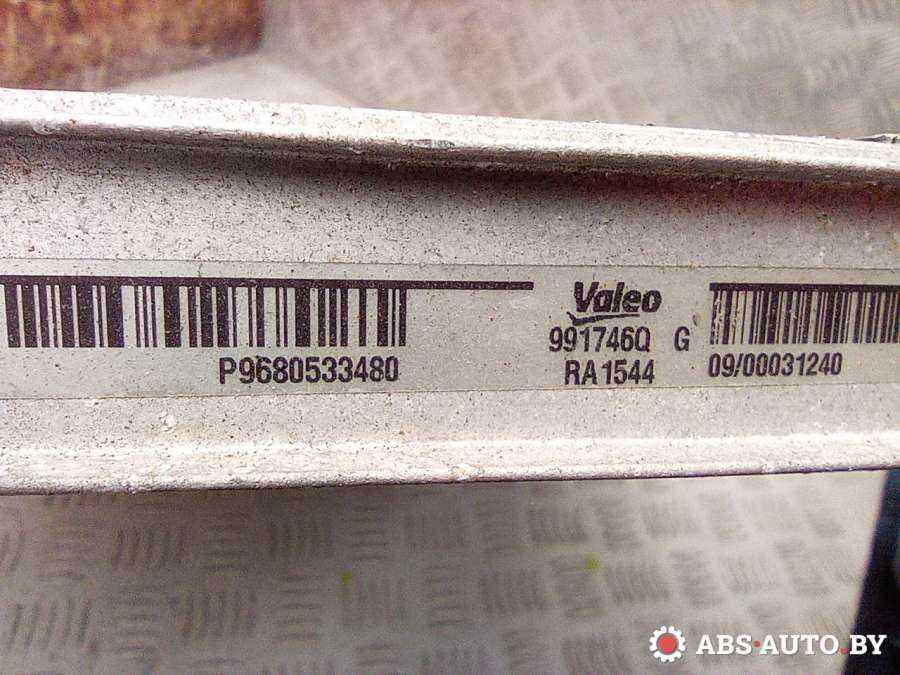 P9680533480
Valeo
991746Q G
RA1544
09/00031240
ABS-AUTO.BY